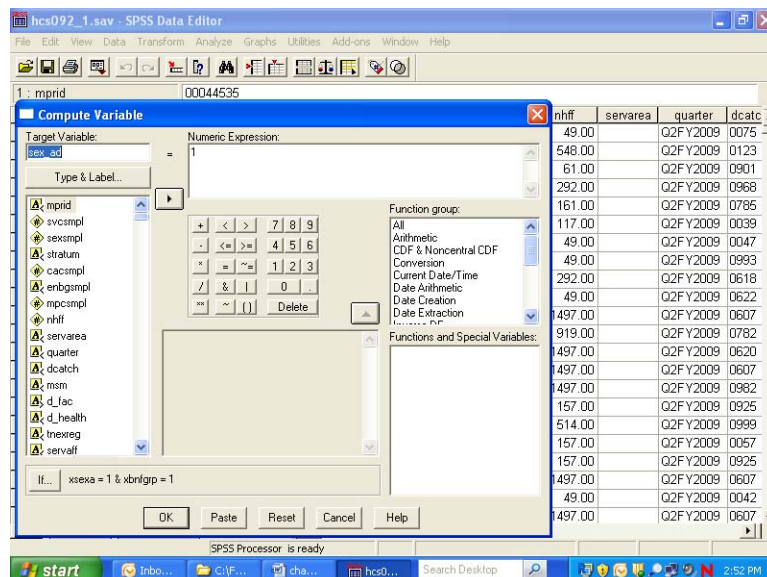 hcs092_1.sav - SPSS Data Editor
File Edit View Data Transform Analyze Graphs Utilities Add-ons Window Help
1 : mprid 00044535
Compute Variable
Target Variable:
sex_ad
=
Numeric Expression:
1
Type & Label...
mprid
svcsmpl
sexsmpl
stratum
cacsmpl
enbgsmpl
mpcsmpl
nhff
servarea
quarter
dcatch
msm
d_fac
d_health
tnexreg
servaff
+ < > 7 8 9
- <= >= 4 5 6
* = ~= 1 2 3
/ & | 0 .
** ~ ( ) Delete
Function group:
All
Arithmetic
CDF & Noncentral CDF
Conversion
Current Date/Time
Date Arithmetic
Date Creation
Date Extraction
Functions and Special Variables:
If... xsexa = 1 & xbnfgrp = 1
OK Paste Reset Cancel Help
nhff servarea quarter dcatc
49.00 Q2FY2009 0075
548.00 Q2FY2009 0123
61.00 Q2FY2009 0901
292.00 Q2FY2009 0968
161.00 Q2FY2009 0785
117.00 Q2FY2009 0039
49.00 Q2FY2009 0047
49.00 Q2FY2009 0993
292.00 Q2FY2009 0618
49.00 Q2FY2009 0622
1497.00 Q2FY2009 0607
919.00 Q2FY2009 0782
1497.00 Q2FY2009 0620
1497.00 Q2FY2009 0607
1497.00 Q2FY2009 0982
157.00 Q2FY2009 0925
514.00 Q2FY2009 0999
157.00 Q2FY2009 0057
157.00 Q2FY2009 0925
1497.00 Q2FY2009 0607
49.00 Q2FY2009 0042
1497.00 Q2FY2009 0607
SPSS Processor is ready
start Inbo... C:\F... cha... hcs0... Search Desktop 2:52 PM